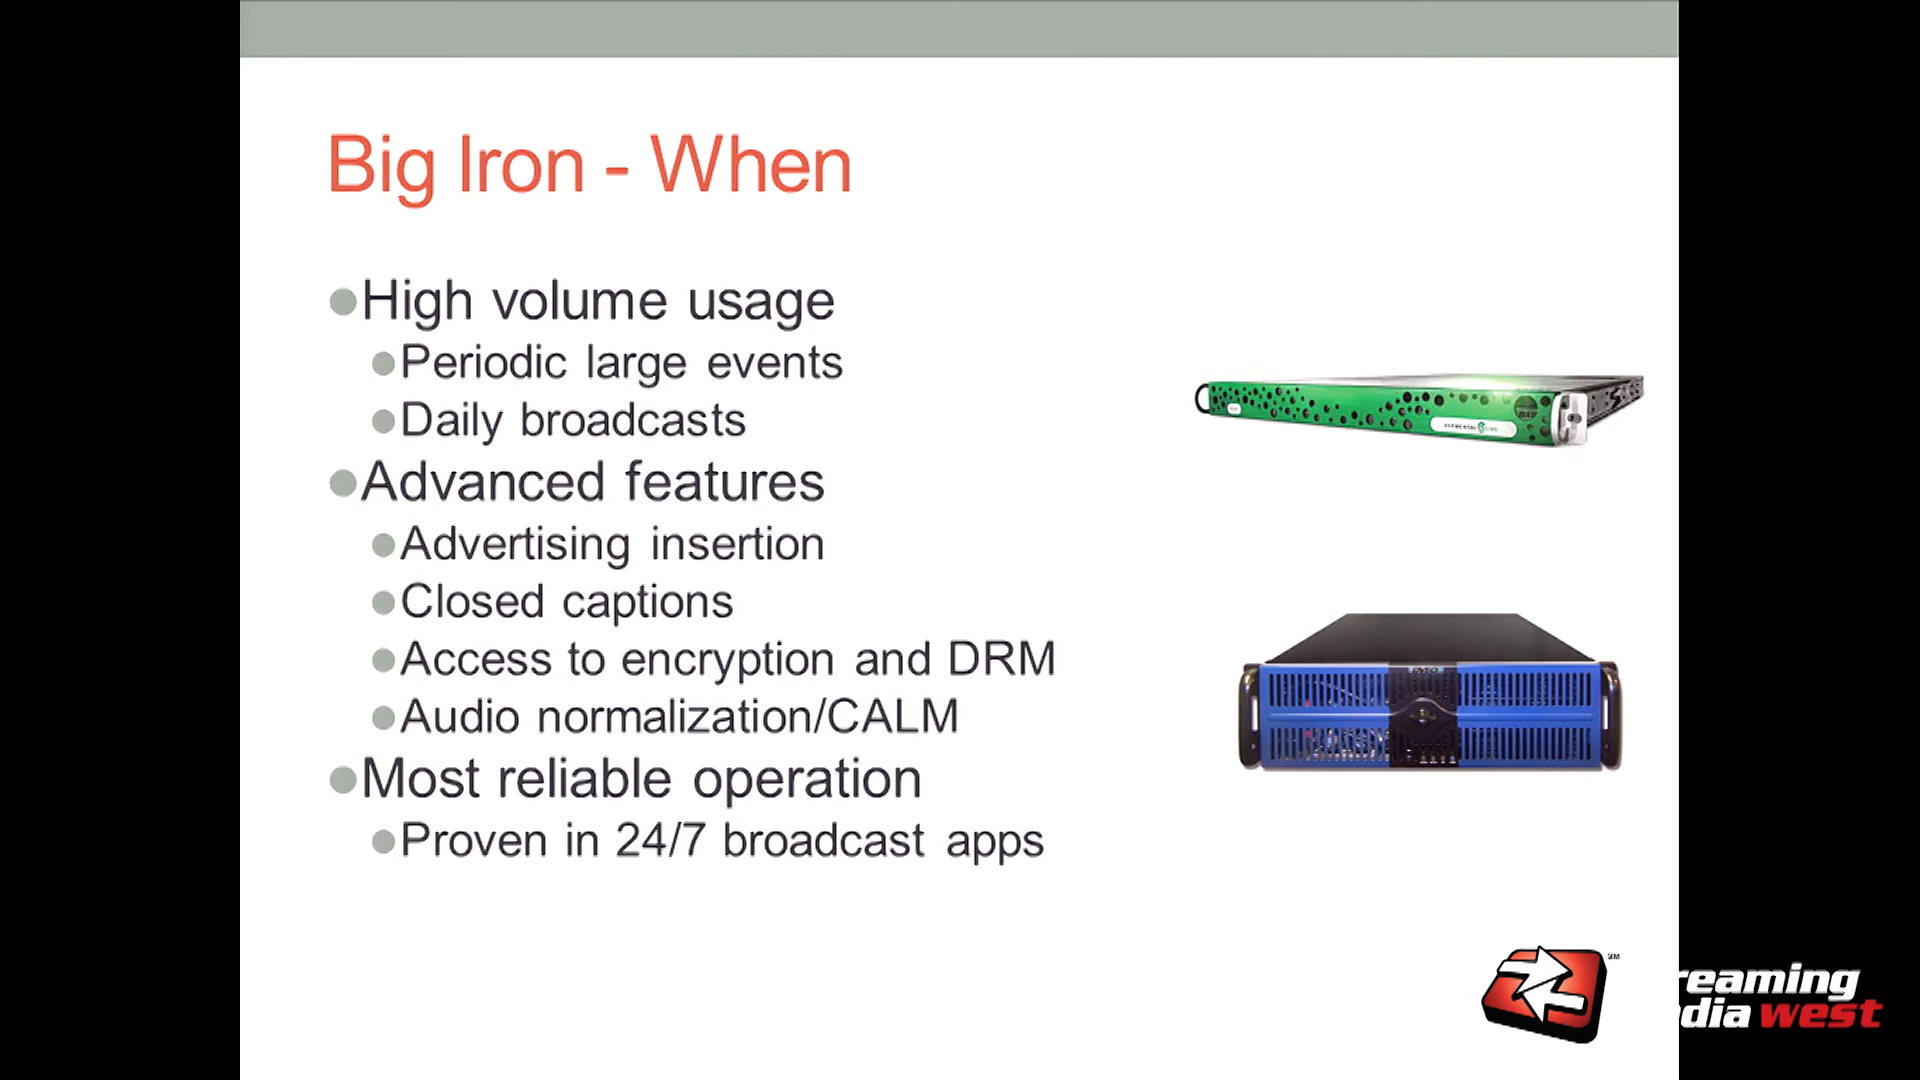 Big Iron - When
High volume usage
Periodic large events
Daily broadcasts
Advanced features
Advertising insertion
Closed captions
Access to encryption and DRM
Audio normalization/CALM
Most reliable operation
Proven in 24/7 broadcast apps
SM
reaming
dia west